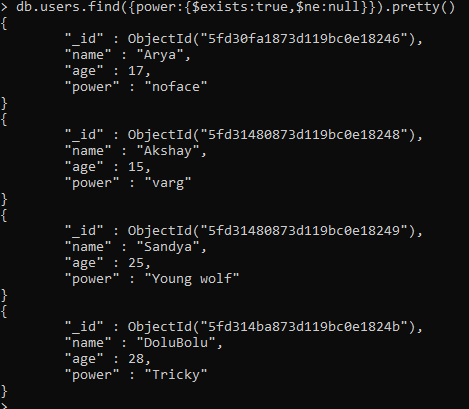 > db.users.find({power:{$exists:true,$ne:null}}).pretty()
{
        "_id" : ObjectId("5fd30fa1873d119bc0e18246"),
        "name" : "Arya",
        "age" : 17,
        "power" : "noface"
}
{
        "_id" : ObjectId("5fd31480873d119bc0e18248"),
        "name" : "Akshay",
        "age" : 15,
        "power" : "varg"
}
{
        "_id" : ObjectId("5fd31480873d119bc0e18249"),
        "name" : "Sandya",
        "age" : 25,
        "power" : "Young wolf"
}
{
        "_id" : ObjectId("5fd314ba873d119bc0e1824b"),
        "name" : "DoluBolu",
        "age" : 28,
        "power" : "Tricky"
}
>